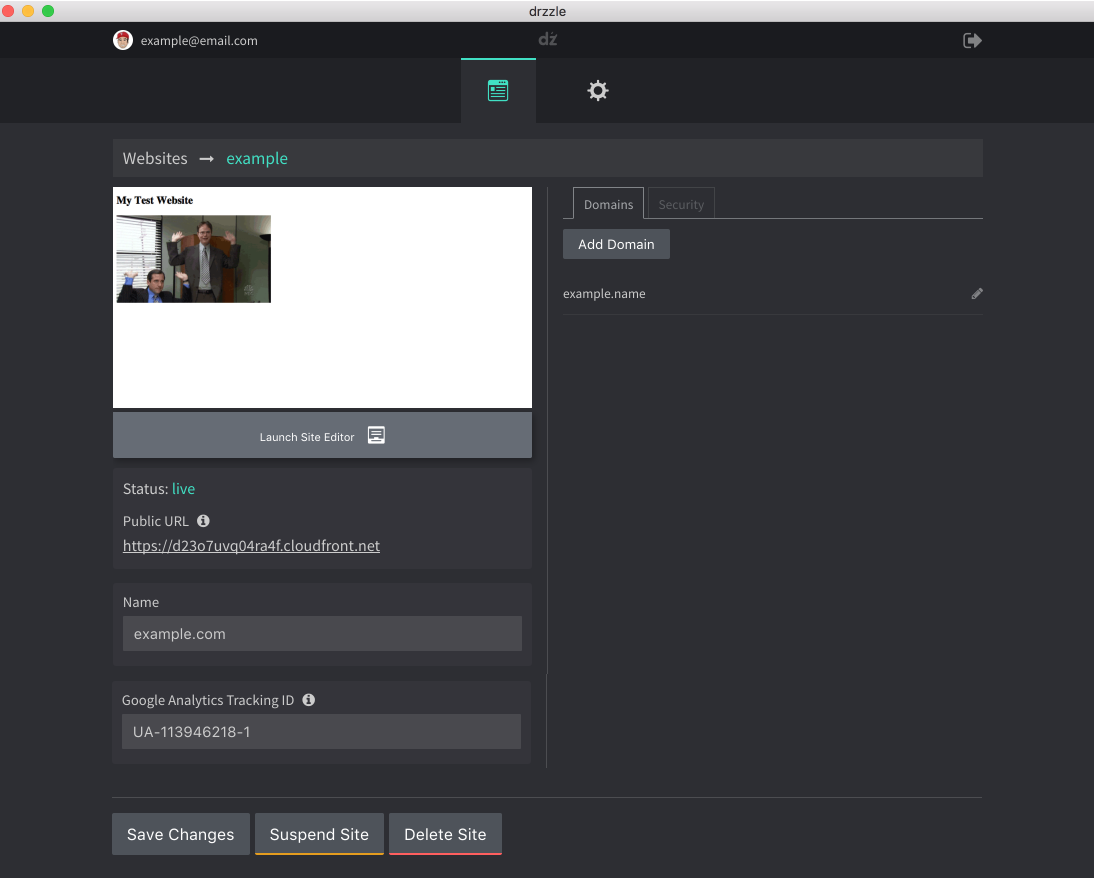 drzzle
example@email.com
dz
Websites → example
My Test Website
Launch Site Editor
Status: live
Public URL
https://d23o7uvq04ra4f.cloudfront.net
Name
example.com
Google Analytics Tracking ID
UA-113946218-1
Domains
Security
Add Domain
example.name
Save Changes
Suspend Site
Delete Site